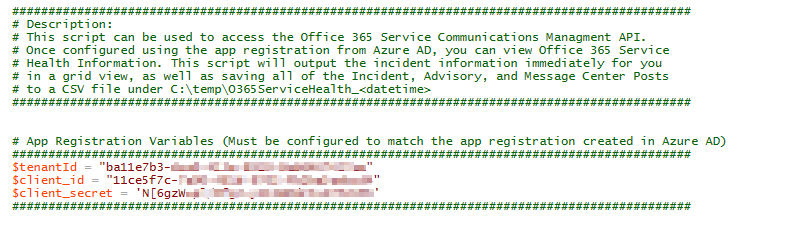 ###############################################################################################
# Description:
# This script can be used to access the Office 365 Service Communications Managment API.
# Once configured using the app registration from Azure AD, you can view Office 365 Service
# Health Information. This script will output the incident information immediately for you
# in a grid view, as well as saving all of the Incident, Advisory, and Message Center Posts
# to a CSV file under C:\temp\O365ServiceHealth_<datetime>
###############################################################################################
# App Registration Variables (Must be configured to match the app registration created in Azure AD)
###############################################################################################
$tenantId = "ba11e7b3-
$client_id = "11ce5f7c-
$client_secret = 'N[6gzW
###############################################################################################